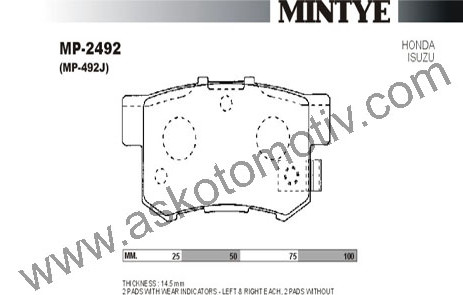 MINTYE
MP-2492
(MP-492J)
HONDA
ISUZU
www.askotomotiv.com
MM. 25 50 75 100
THICKNESS : 14.5 mm
2 PADS WITH WEAR INDICATORS - LEFT & RIGHT EACH, 2 PADS WITHOUT.